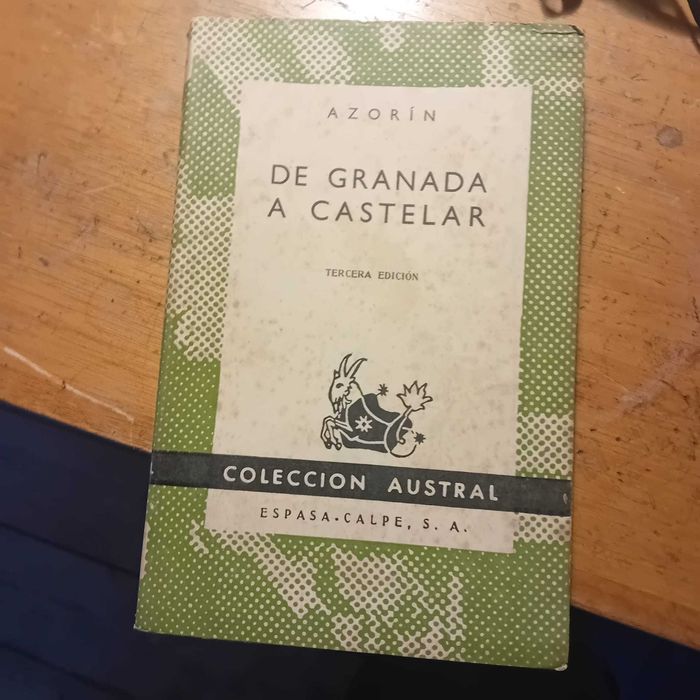 AZORÍN
DE GRANADA
A CASTELAR
TERCERA EDICIÓN
COLECCION AUSTRAL
ESPASA-CALPE, S. A.